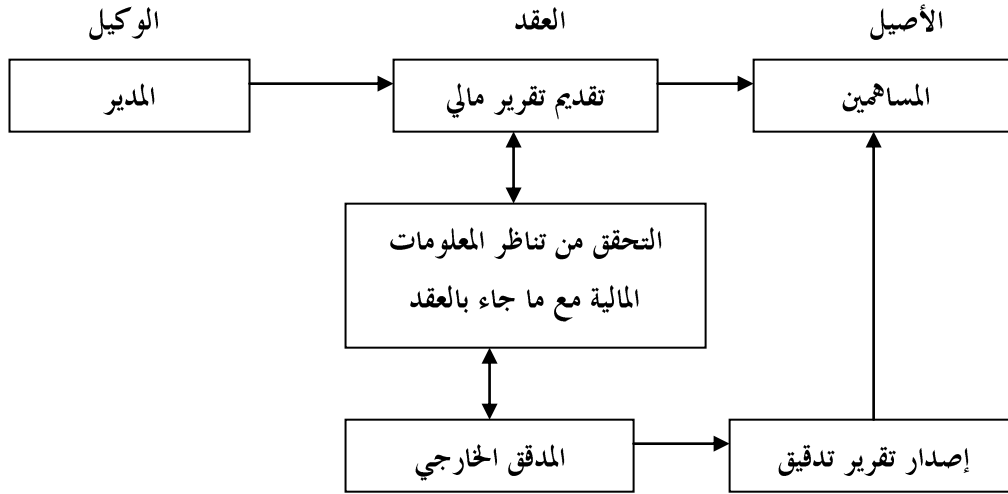 الأصيل
العقد
الوكيل
المساهمين
تقديم تقرير مالي
المدير
التحقق من تناظر المعلومات
المالية مع ما جاء بالعقد
إصدار تقرير تدقيق
المدقق الخارجي